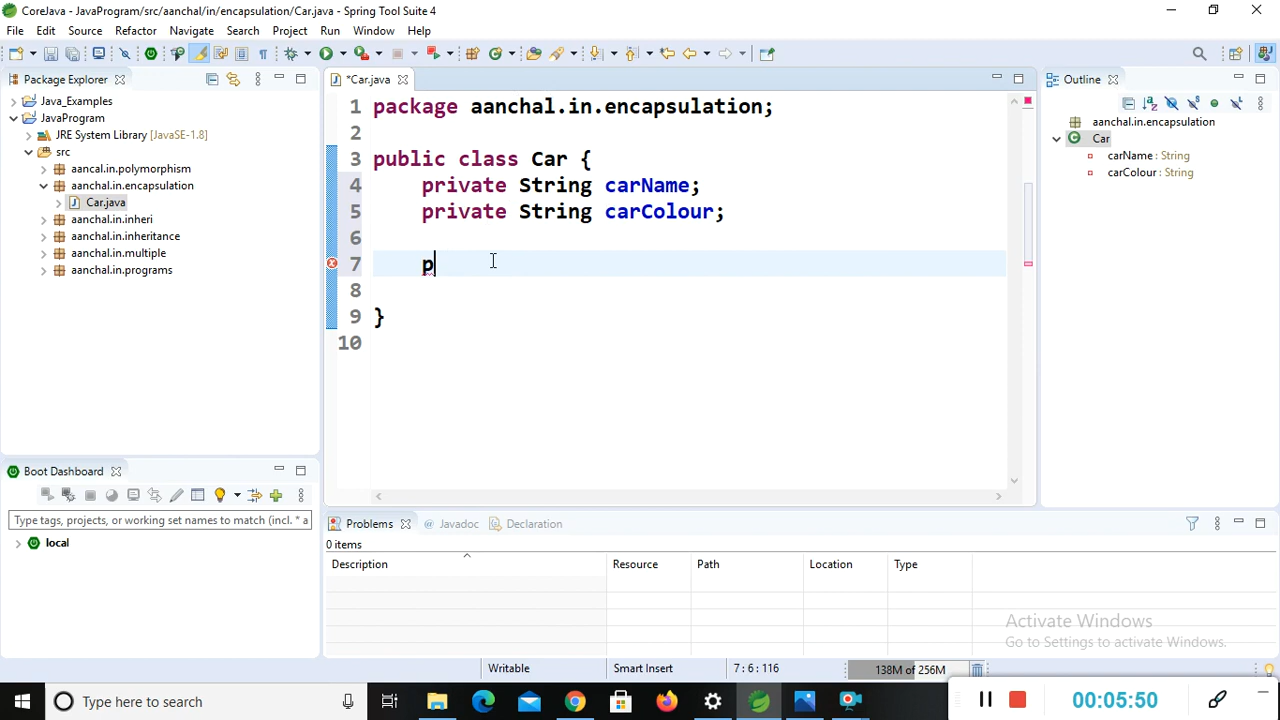 CoreJava - JavaProgram/src/aanchal/in/encapsulation/Car.java - Spring Tool Suite 4
File Edit Source Refactor Navigate Search Project Run Window Help
Package Explorer
Java_Examples
JavaProgram
JRE System Library [JavaSE-1.8]
src
aancal.in.polymorphism
aanchal.in.encapsulation
Car.java
aanchal.in.inheri
aanchal.in.inheritance
aanchal.in.multiple
aanchal.in.programs
*Car.java
1 package aanchal.in.encapsulation;
2
3 public class Car {
4 private String carName;
5 private String carColour;
6
7 p
8
9 }
10
Outline
aanchal.in.encapsulation
Car
carName : String
carColour : String
Boot Dashboard
Type tags, projects, or working set names to match (incl. * a
local
Problems @ Javadoc Declaration
0 items
Description Resource Path Location Type
Activate Windows
Go to Settings to activate Windows.
Writable Smart Insert 7 : 6 : 116 138M of 256M
Type here to search
00:05:50